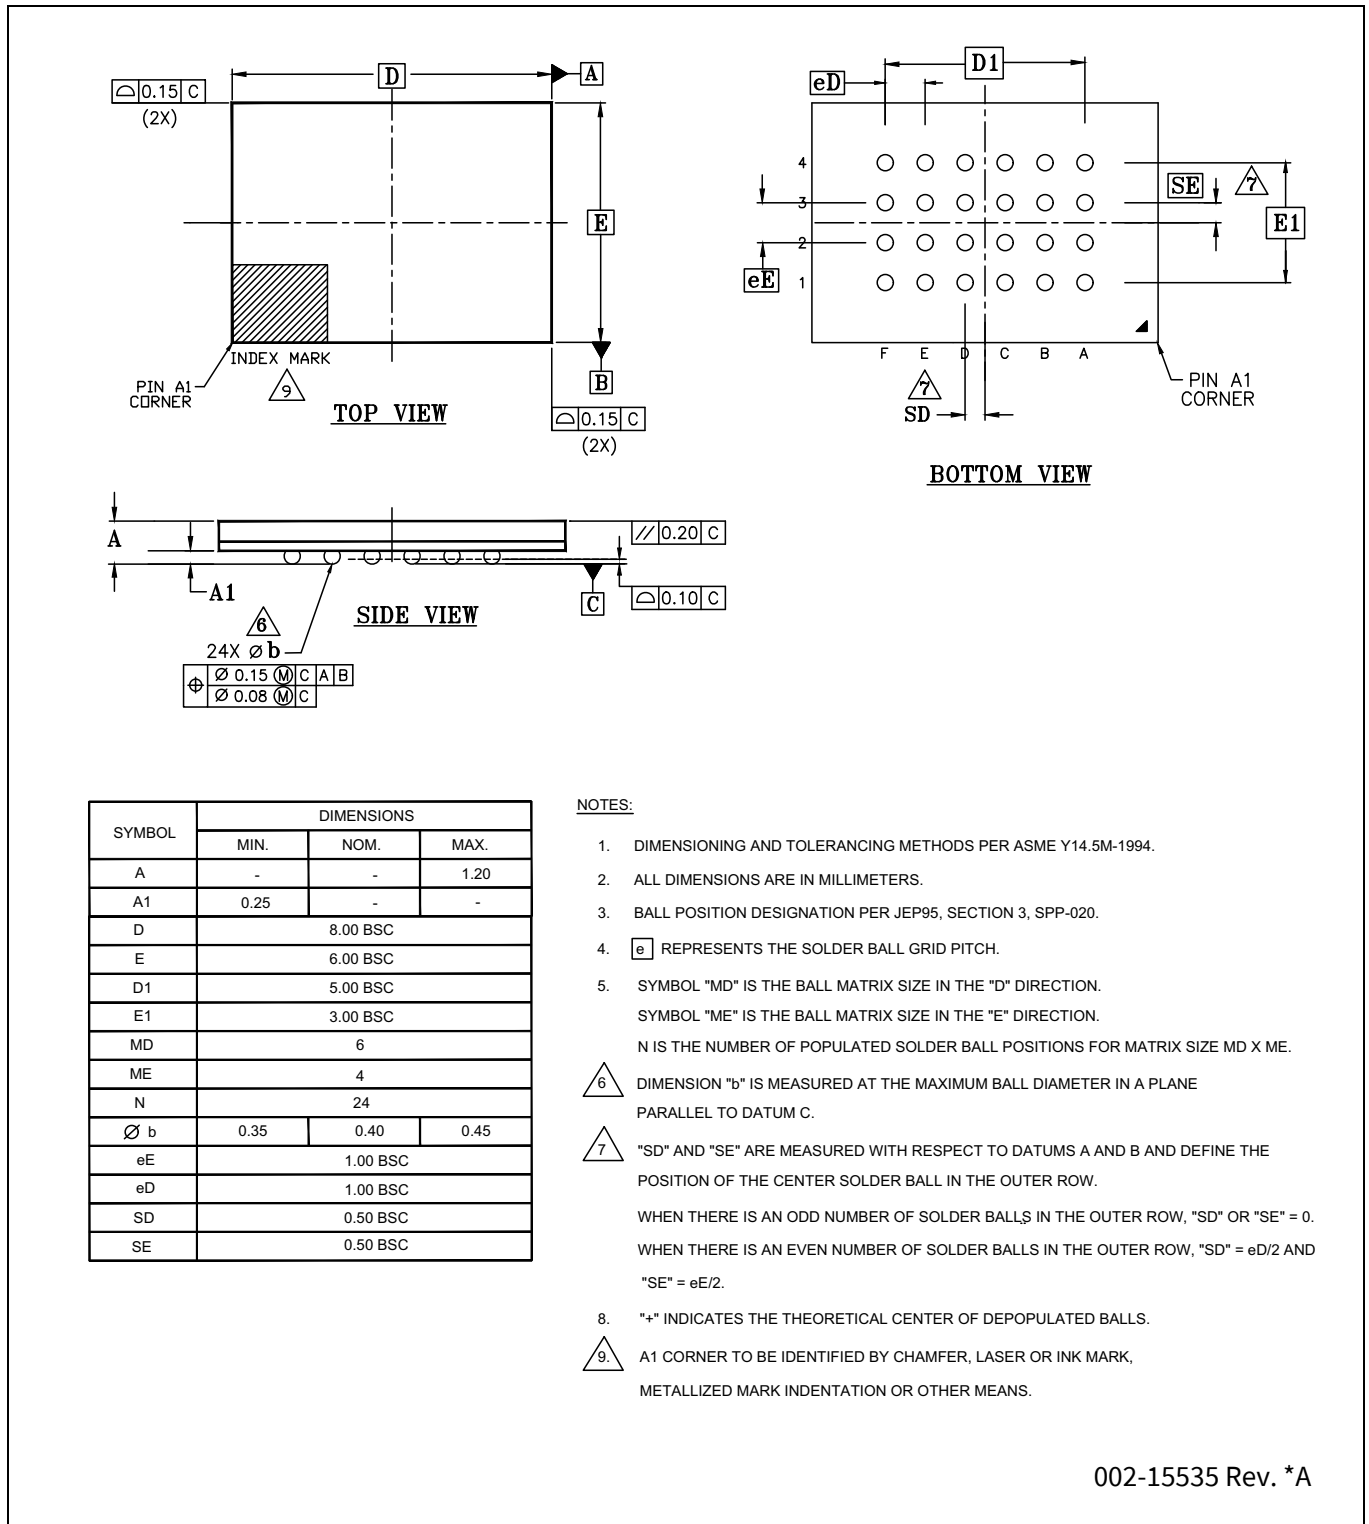 D
A
0.15 C
(2X)
E
INDEX MARK
9
PIN A1
CORNER
B
TOP VIEW
0.15 C
(2X)
D1
eD
4
3
2
1
SE
7
E1
eE
F E D C B A
7
SD
PIN A1
CORNER
BOTTOM VIEW
A
A1
// 0.20 C
C
0.10 C
SIDE VIEW
6
24X Ø b
⌖ Ø 0.15 Ⓜ C A B
Ø 0.08 Ⓜ C
SYMBOL DIMENSIONS
MIN. NOM. MAX.
A - - 1.20
A1 0.25 - -
D 8.00 BSC
E 6.00 BSC
D1 5.00 BSC
E1 3.00 BSC
MD 6
ME 4
N 24
Ø b 0.35 0.40 0.45
eE 1.00 BSC
eD 1.00 BSC
SD 0.50 BSC
SE 0.50 BSC
NOTES:
1. DIMENSIONING AND TOLERANCING METHODS PER ASME Y14.5M-1994.
2. ALL DIMENSIONS ARE IN MILLIMETERS.
3. BALL POSITION DESIGNATION PER JEP95, SECTION 3, SPP-020.
4. e REPRESENTS THE SOLDER BALL GRID PITCH.
5. SYMBOL "MD" IS THE BALL MATRIX SIZE IN THE "D" DIRECTION.
SYMBOL "ME" IS THE BALL MATRIX SIZE IN THE "E" DIRECTION.
N IS THE NUMBER OF POPULATED SOLDER BALL POSITIONS FOR MATRIX SIZE MD X ME.
6 DIMENSION "b" IS MEASURED AT THE MAXIMUM BALL DIAMETER IN A PLANE
PARALLEL TO DATUM C.
7 "SD" AND "SE" ARE MEASURED WITH RESPECT TO DATUMS A AND B AND DEFINE THE
POSITION OF THE CENTER SOLDER BALL IN THE OUTER ROW.
WHEN THERE IS AN ODD NUMBER OF SOLDER BALLS IN THE OUTER ROW, "SD" OR "SE" = 0.
WHEN THERE IS AN EVEN NUMBER OF SOLDER BALLS IN THE OUTER ROW, "SD" = eD/2 AND
"SE" = eE/2.
8. "+" INDICATES THE THEORETICAL CENTER OF DEPOPULATED BALLS.
9. A1 CORNER TO BE IDENTIFIED BY CHAMFER, LASER OR INK MARK,
METALLIZED MARK INDENTATION OR OTHER MEANS.
002-15535 Rev. *A